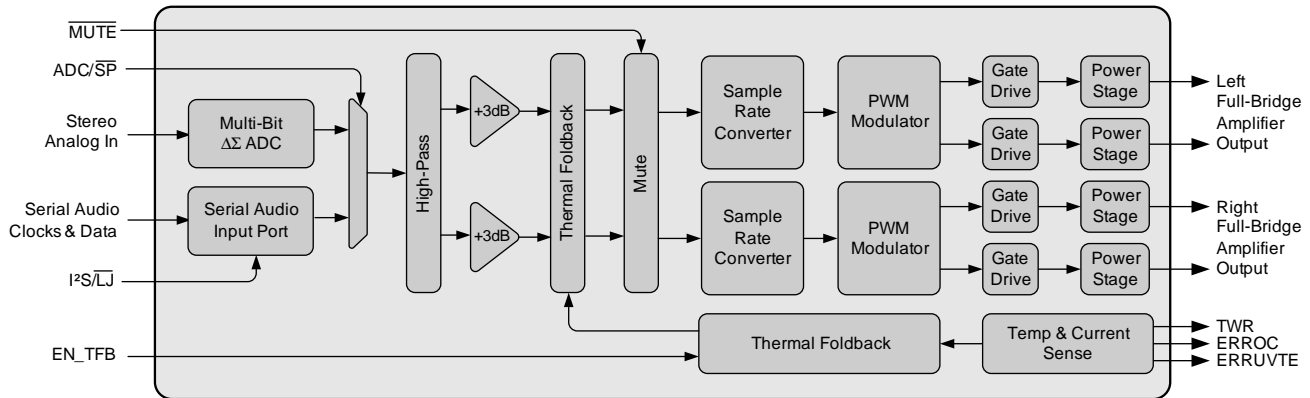 MUTE
ADC/SP
Stereo
Analog In
Serial Audio
Clocks & Data
I²S/LJ
EN_TFB
Multi-Bit
ΔΣ ADC
Serial Audio
Input Port
High-Pass
+3dB
+3dB
Thermal Foldback
Mute
Sample
Rate
Converter
PWM
Modulator
Gate
Drive
Power
Stage
Gate
Drive
Power
Stage
Left
Full-Bridge
Amplifier
Output
Sample
Rate
Converter
PWM
Modulator
Gate
Drive
Power
Stage
Gate
Drive
Power
Stage
Right
Full-Bridge
Amplifier
Output
Thermal Foldback
Temp & Current
Sense
TWR
ERROC
ERRUVTE